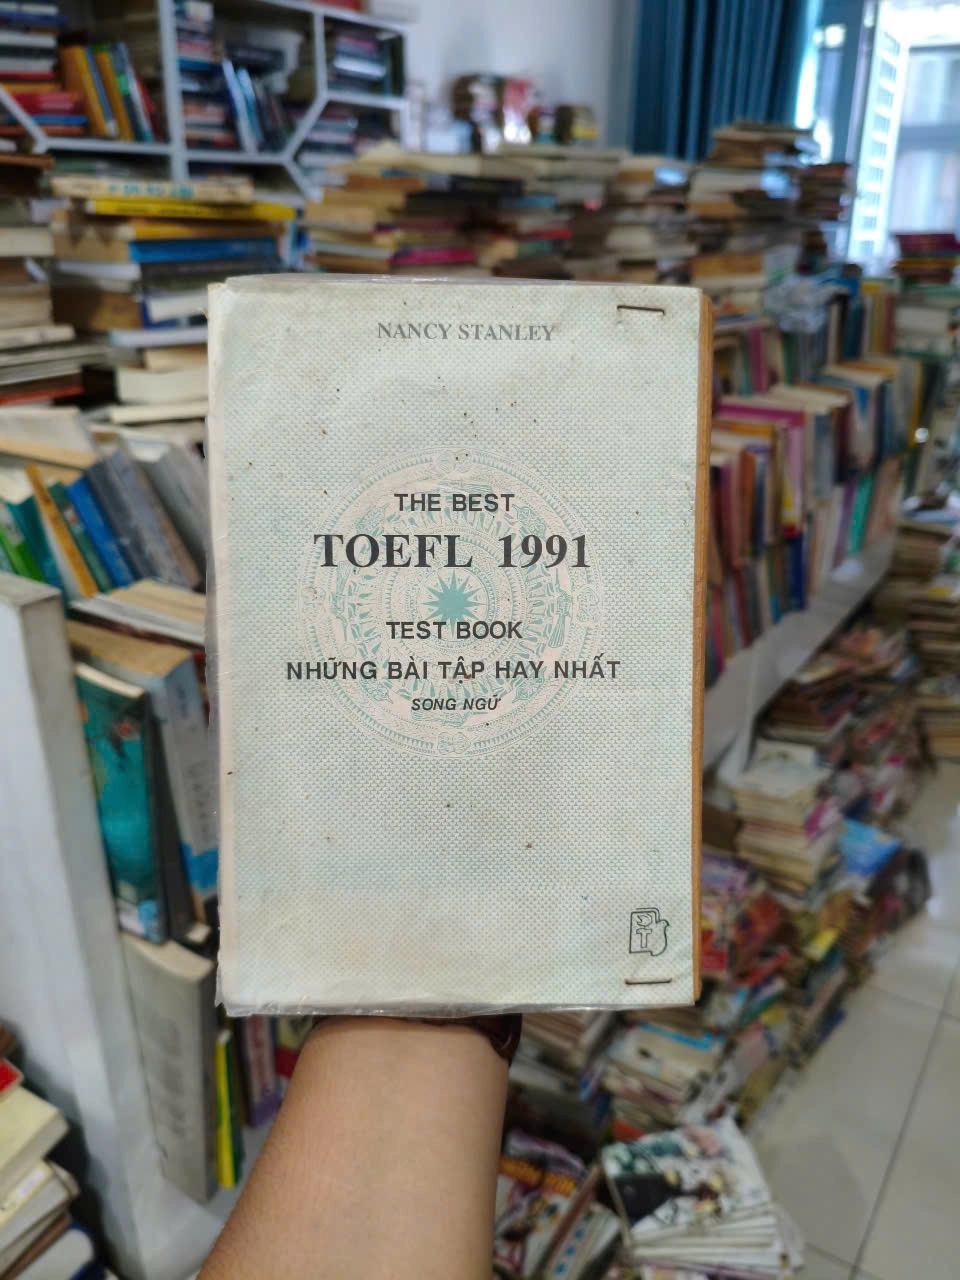 NANCY STANLEY
THE BEST
TOEFL 1991
TEST BOOK
NHỮNG BÀI TẬP HAY NHẤT
SONG NGỮ